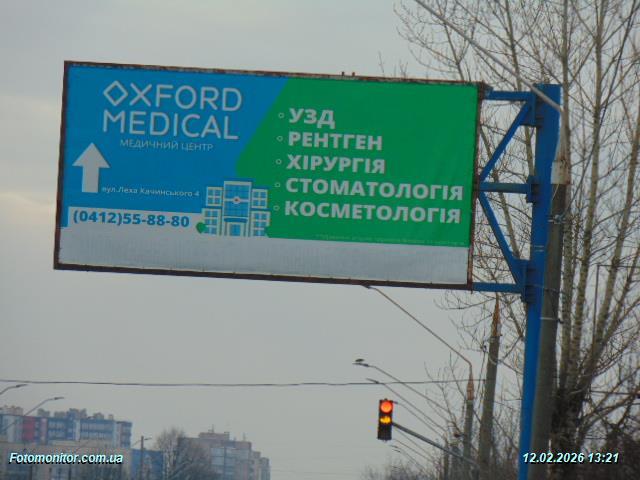 OXFORD
MEDICAL
МЕДИЧНИЙ ЦЕНТР
вул.Леха Качинського 4
(0412)55-88-80
УЗД
РЕНТГЕН
ХІРУРГІЯ
СТОМАТОЛОГІЯ
КОСМЕТОЛОГІЯ
Fotomonitor.com.ua
12.02.2026 13:21